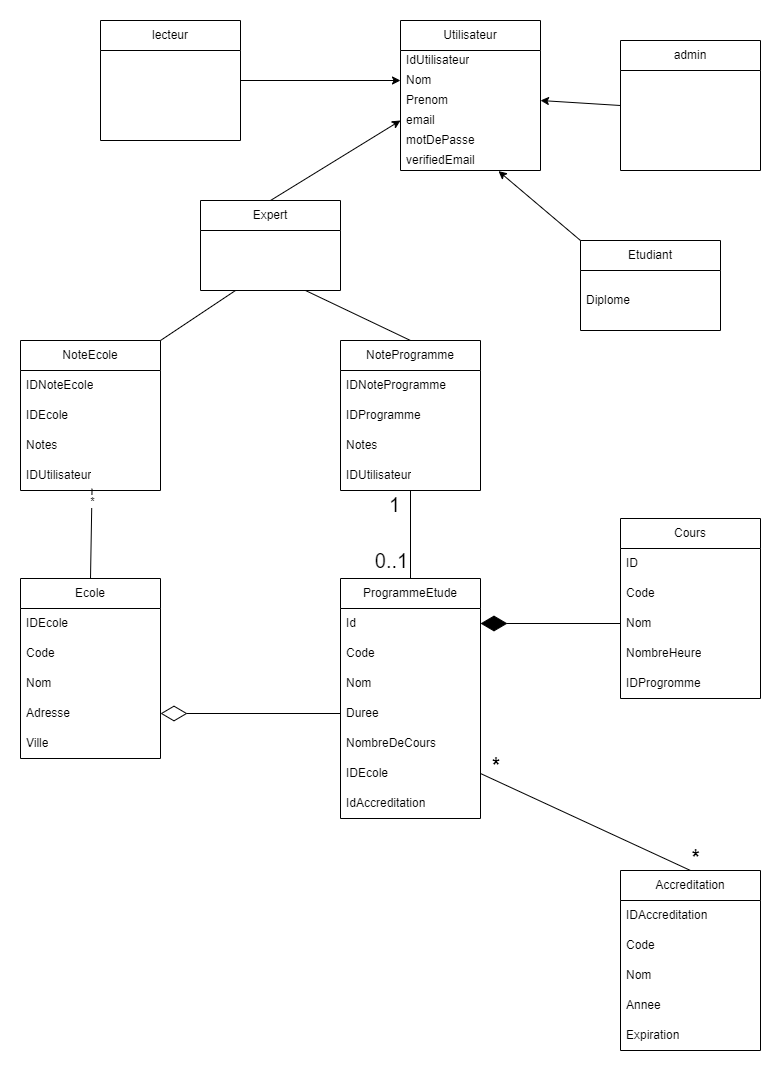 lecteur
Utilisateur
IdUtilisateur
Nom
Prenom
email
motDePasse
verifiedEmail
admin
Expert
Etudiant
Diplome
NoteEcole
IDNoteEcole
IDEcole
Notes
IDUtilisateur
*
NoteProgramme
IDNoteProgramme
IDProgramme
Notes
IDUtilisateur
1
0..1
Ecole
IDEcole
Code
Nom
Adresse
Ville
ProgrammeEtude
Id
Code
Nom
Duree
NombreDeCours
IDEcole
IdAccreditation
Cours
ID
Code
Nom
NombreHeure
IDProgromme
*
*
Accreditation
IDAccreditation
Code
Nom
Annee
Expiration